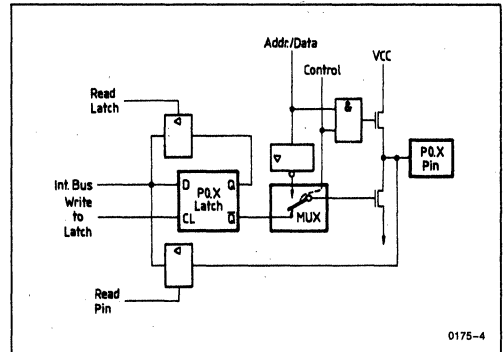 Addr./Data
Control
VCC
Read
Latch
&
P0.X
Pin
Int. Bus
D
Q
P0.X
Latch
Write
to
Latch
CL
Q̅
MUX
Read
Pin
0175-4